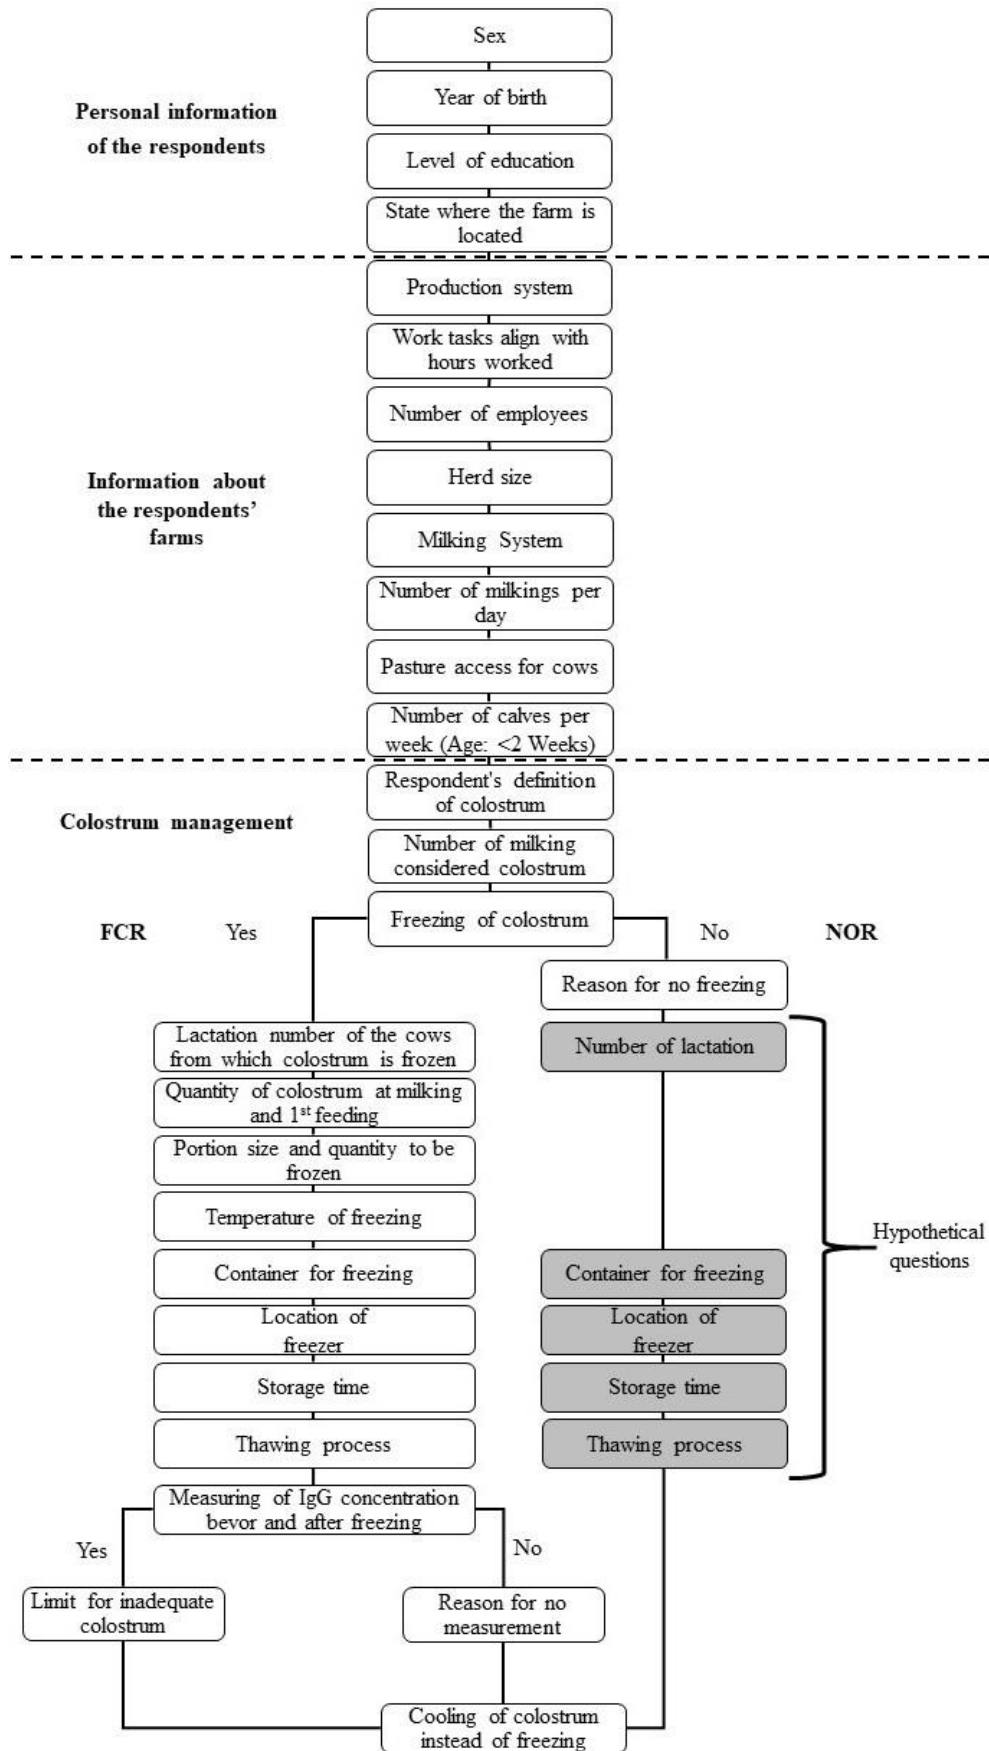 Sex
Year of birth
Personal information
of the respondents
Level of education
State where the farm is
located
Production system
Work tasks align with
hours worked
Number of employees
Information about
the respondents'
farms
Herd size
Milking System
Number of milkings per
day
Pasture access for cows
Number of calves per
week (Age: <2 Weeks)
Respondent's definition
of colostrum
Colostrum management
Number of milking
considered colostrum
Freezing of colostrum
FCR
Yes
No
NOR
Reason for no freezing
Lactation number of the cows
from which colostrum is frozen
Number of lactation
Quantity of colostrum at milking
and 1st feeding
Portion size and quantity to be
frozen
Temperature of freezing
Hypothetical
questions
Container for freezing
Container for freezing
Location of
freezer
Location of
freezer
Storage time
Storage time
Thawing process
Thawing process
Measuring of IgG concentration
bevor and after freezing
Yes
No
Limit for inadequate
colostrum
Reason for no
measurement
Cooling of colostrum
instead of freezing